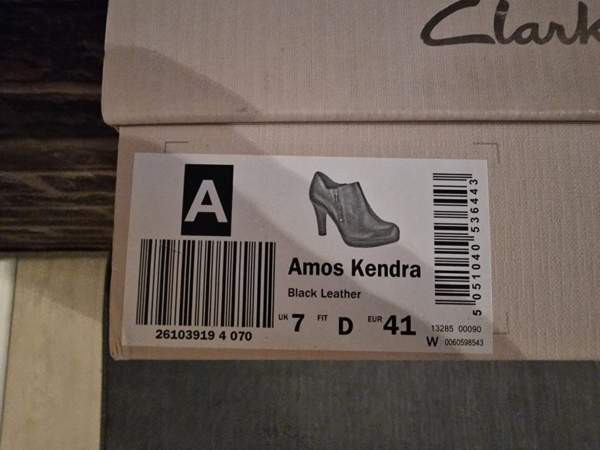 Clark
A
Amos Kendra
Black Leather
UK 7 FIT D EUR 41
26103919 4 070
5 051040 536443
13285 00090
W 0060598543